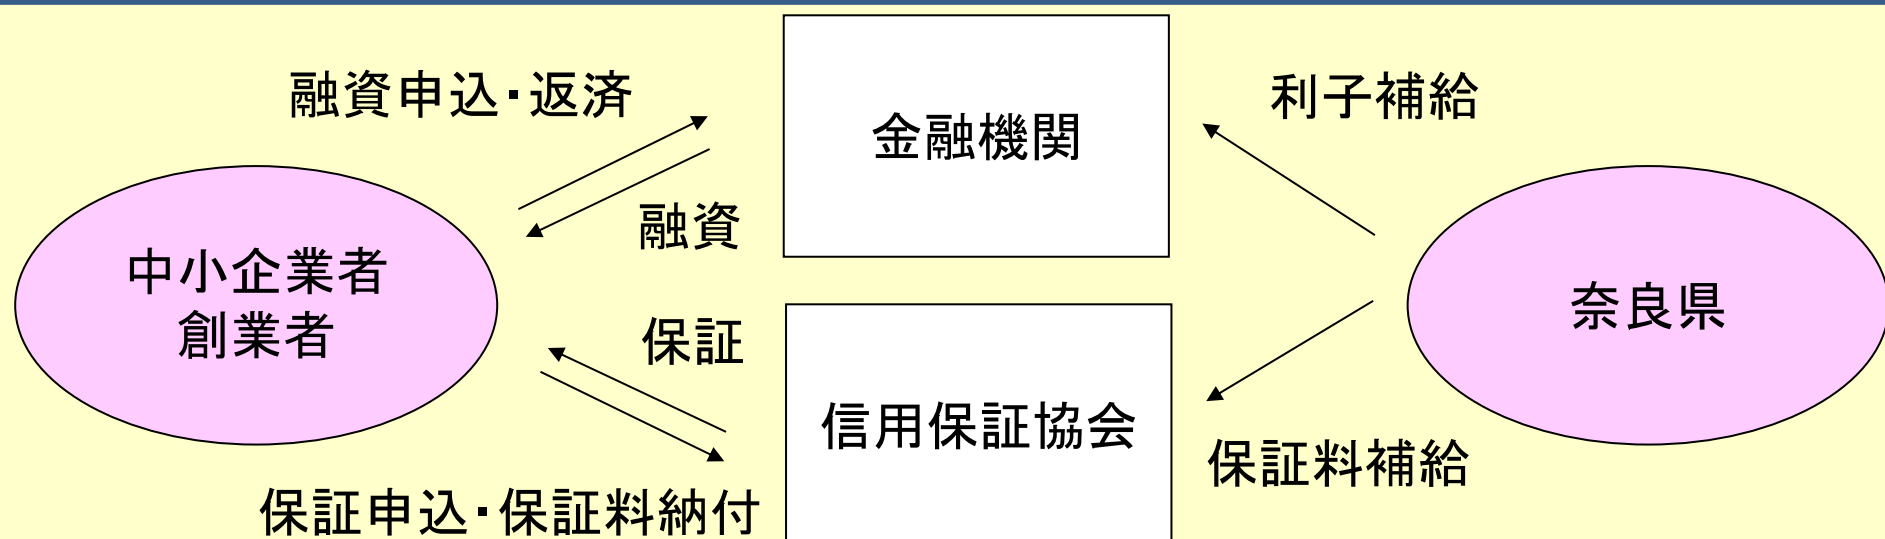 融資申込・返済
金融機関
利子補給
融資
中小企業者
創業者
奈良県
保証
信用保証協会
保証料補給
保証申込・保証料納付